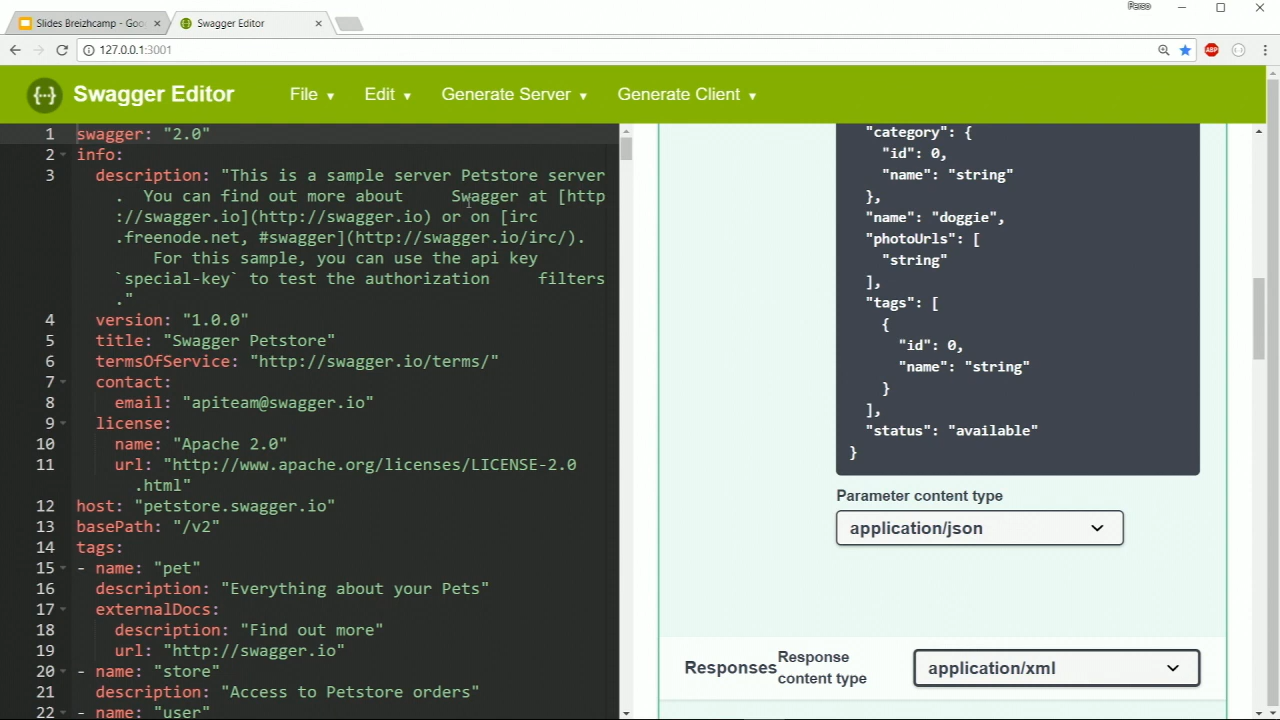 Parso
Slides Breizhcamp - Goo
Swagger Editor
127.0.0.1:3001
ABP
{··} Swagger Editor
File
Edit
Generate Server
Generate Client
1 swagger: "2.0"
2 info:
3 description: "This is a sample server Petstore server
. You can find out more about Swagger at [http
://swagger.io](http://swagger.io) or on [irc
.freenode.net, #swagger](http://swagger.io/irc/).
For this sample, you can use the api key
`special-key` to test the authorization filters
."
4 version: "1.0.0"
5 title: "Swagger Petstore"
6 termsOfService: "http://swagger.io/terms/"
7 contact:
8 email: "apiteam@swagger.io"
9 license:
10 name: "Apache 2.0"
11 url: "http://www.apache.org/licenses/LICENSE-2.0
.html"
12 host: "petstore.swagger.io"
13 basePath: "/v2"
14 tags:
15 - name: "pet"
16 description: "Everything about your Pets"
17 externalDocs:
18 description: "Find out more"
19 url: "http://swagger.io"
20 - name: "store"
21 description: "Access to Petstore orders"
22 - name: "user"
"category": {
"id": 0,
"name": "string"
},
"name": "doggie",
"photoUrls": [
"string"
],
"tags": [
{
"id": 0,
"name": "string"
}
],
"status": "available"
}
Parameter content type
application/json
Responses
Response
content type
application/xml